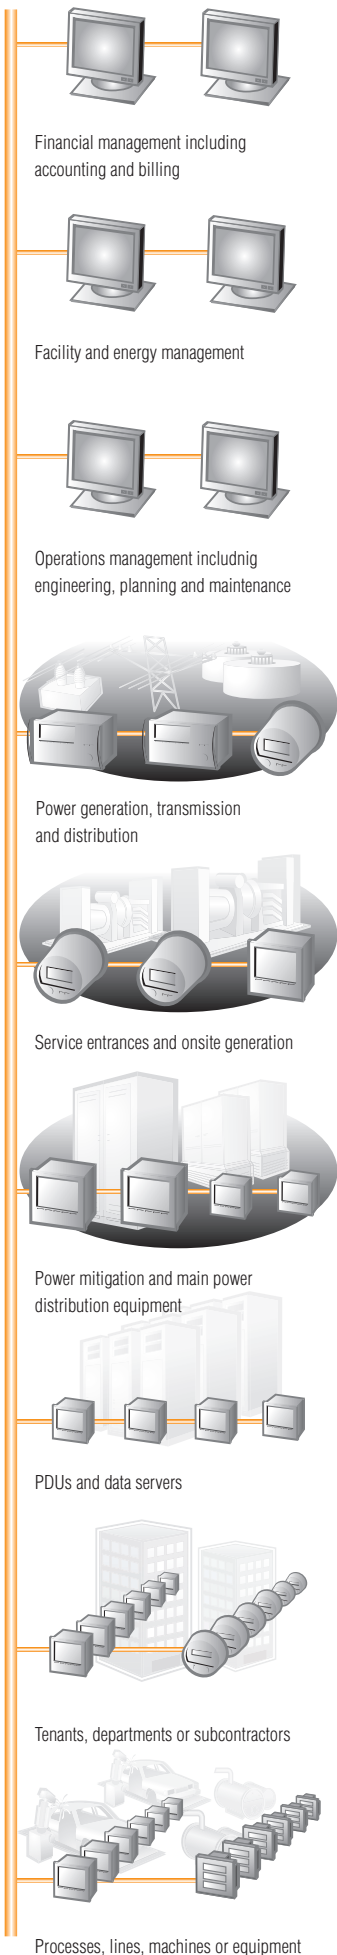 Financial management including
accounting and billing
Facility and energy management
Operations management includnig
engineering, planning and maintenance
Power generation, transmission
and distribution
Service entrances and onsite generation
Power mitigation and main power
distribution equipment
PDUs and data servers
Tenants, departments or subcontractors
Processes, lines, machines or equipment